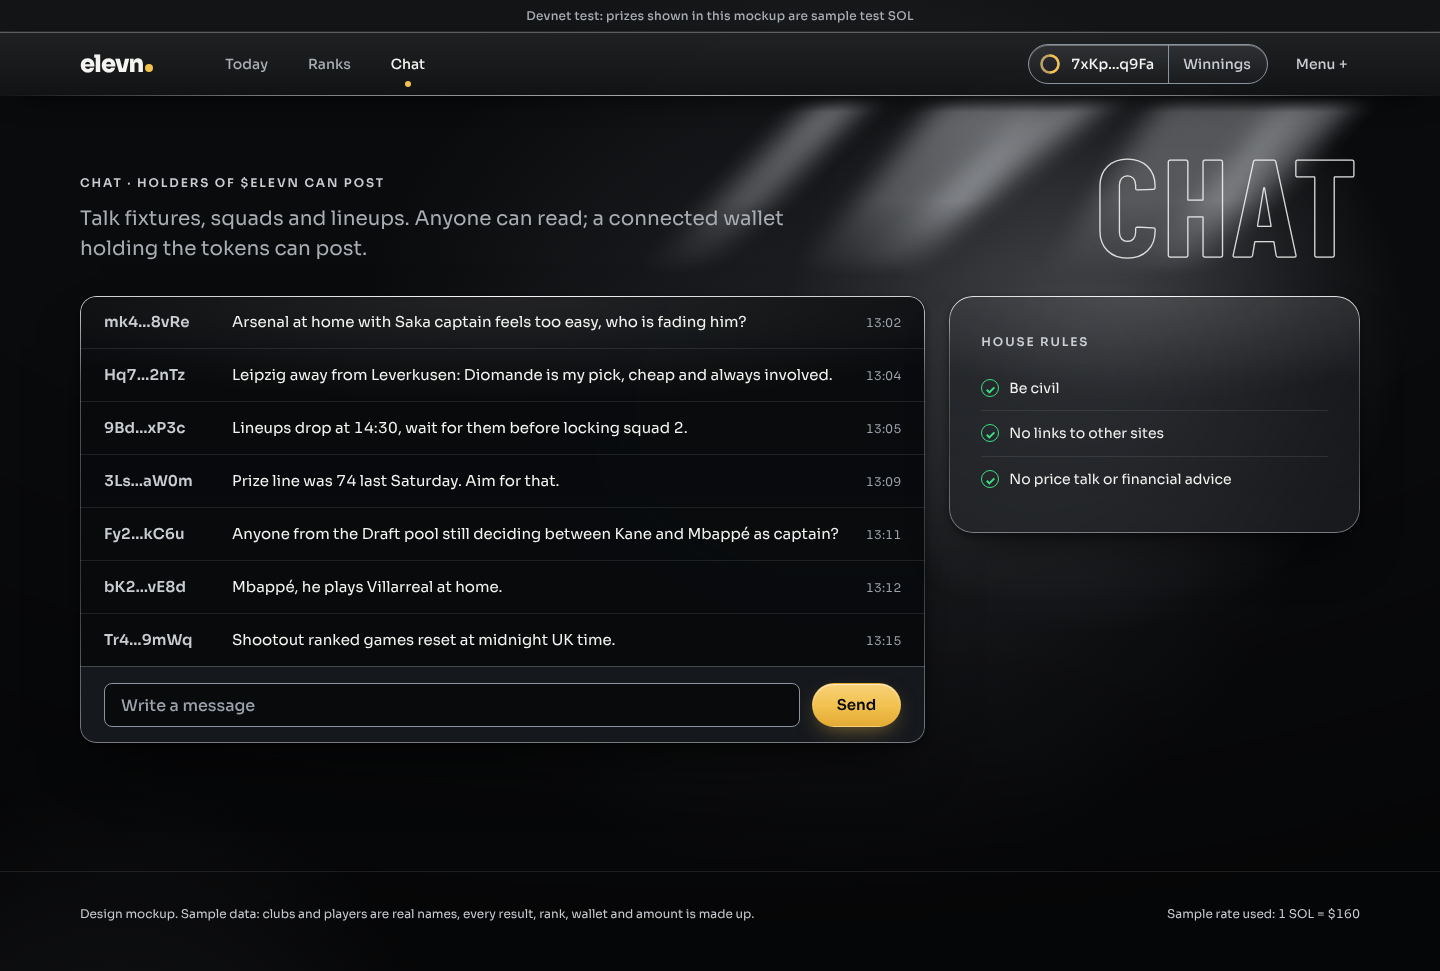 Devnet test: prizes shown in this mockup are sample test SOL
elevn.
Today
Ranks
Chat
7xKp...q9Fa
Winnings
Menu +
CHAT · HOLDERS OF $ELEVN CAN POST
Talk fixtures, squads and lineups. Anyone can read; a connected wallet
holding the tokens can post.
CHAT
mk4...8vRe Arsenal at home with Saka captain feels too easy, who is fading him? 13:02
Hq7...2nTz Leipzig away from Leverkusen: Diomande is my pick, cheap and always involved. 13:04
9Bd...xP3c Lineups drop at 14:30, wait for them before locking squad 2. 13:05
3Ls...aW0m Prize line was 74 last Saturday. Aim for that. 13:09
Fy2...kC6u Anyone from the Draft pool still deciding between Kane and Mbappé as captain? 13:11
bK2...vE8d Mbappé, he plays Villarreal at home. 13:12
Tr4...9mWq Shootout ranked games reset at midnight UK time. 13:15
Write a message
Send
HOUSE RULES
Be civil
No links to other sites
No price talk or financial advice
Design mockup. Sample data: clubs and players are real names, every result, rank, wallet and amount is made up.
Sample rate used: 1 SOL = $160